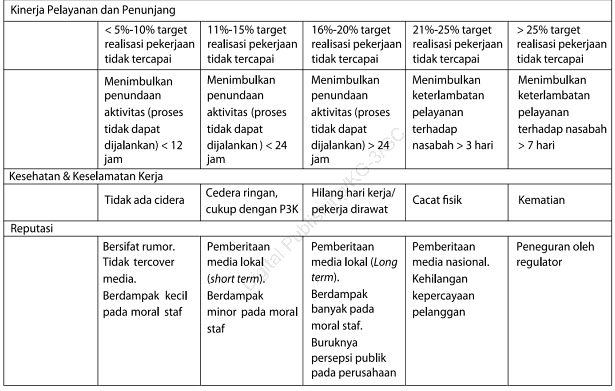 Kinerja Pelayanan dan Penunjang
< 5%-10% target
realisasi pekerjaan
tidak tercapai
11%-15% target
realisasi pekerjaan
tidak tercapai
16%-20% target
realisasi pekerjaan
tidak tercapai
21%-25% target
realisasi pekerjaan
tidak tercapai
> 25% target
realisasi pekerjaan
tidak tercapai
Menimbulkan
penundaan
aktivitas (proses
tidak dapat
dijalankan) < 12
jam
Menimbulkan
penundaan
aktivitas (proses
tidak dapat
dijalankan ) < 24
jam
Menimbulkan
penundaan
aktivitas (proses
tidak dapat
dijalankan) > 24
jam
Menimbulkan
keterlambatan
pelayanan
terhadap
nasabah > 3 hari
Menimbulkan
keterlambatan
pelayanan
terhadap nasabah
> 7 hari
Kesehatan & Keselamatan Kerja
Tidak ada cidera
Cedera ringan,
cukup dengan P3K
Hilang hari kerja/
pekerja dirawat
Cacat fisik
Kematian
Reputasi
Bersifat rumor.
Tidak tercover
media.
Berdampak kecil
pada moral staf
Pemberitaan
media lokal
(short term).
Berdampak
minor pada moral
staf
Pemberitaan
media lokal (Long
term).
Berdampak
banyak pada
moral staf.
Buruknya
persepsi publik
pada perusahaan
Pemberitaan
media nasional.
Kehilangan
kepercayaan
pelanggan
Peneguran oleh
regulator